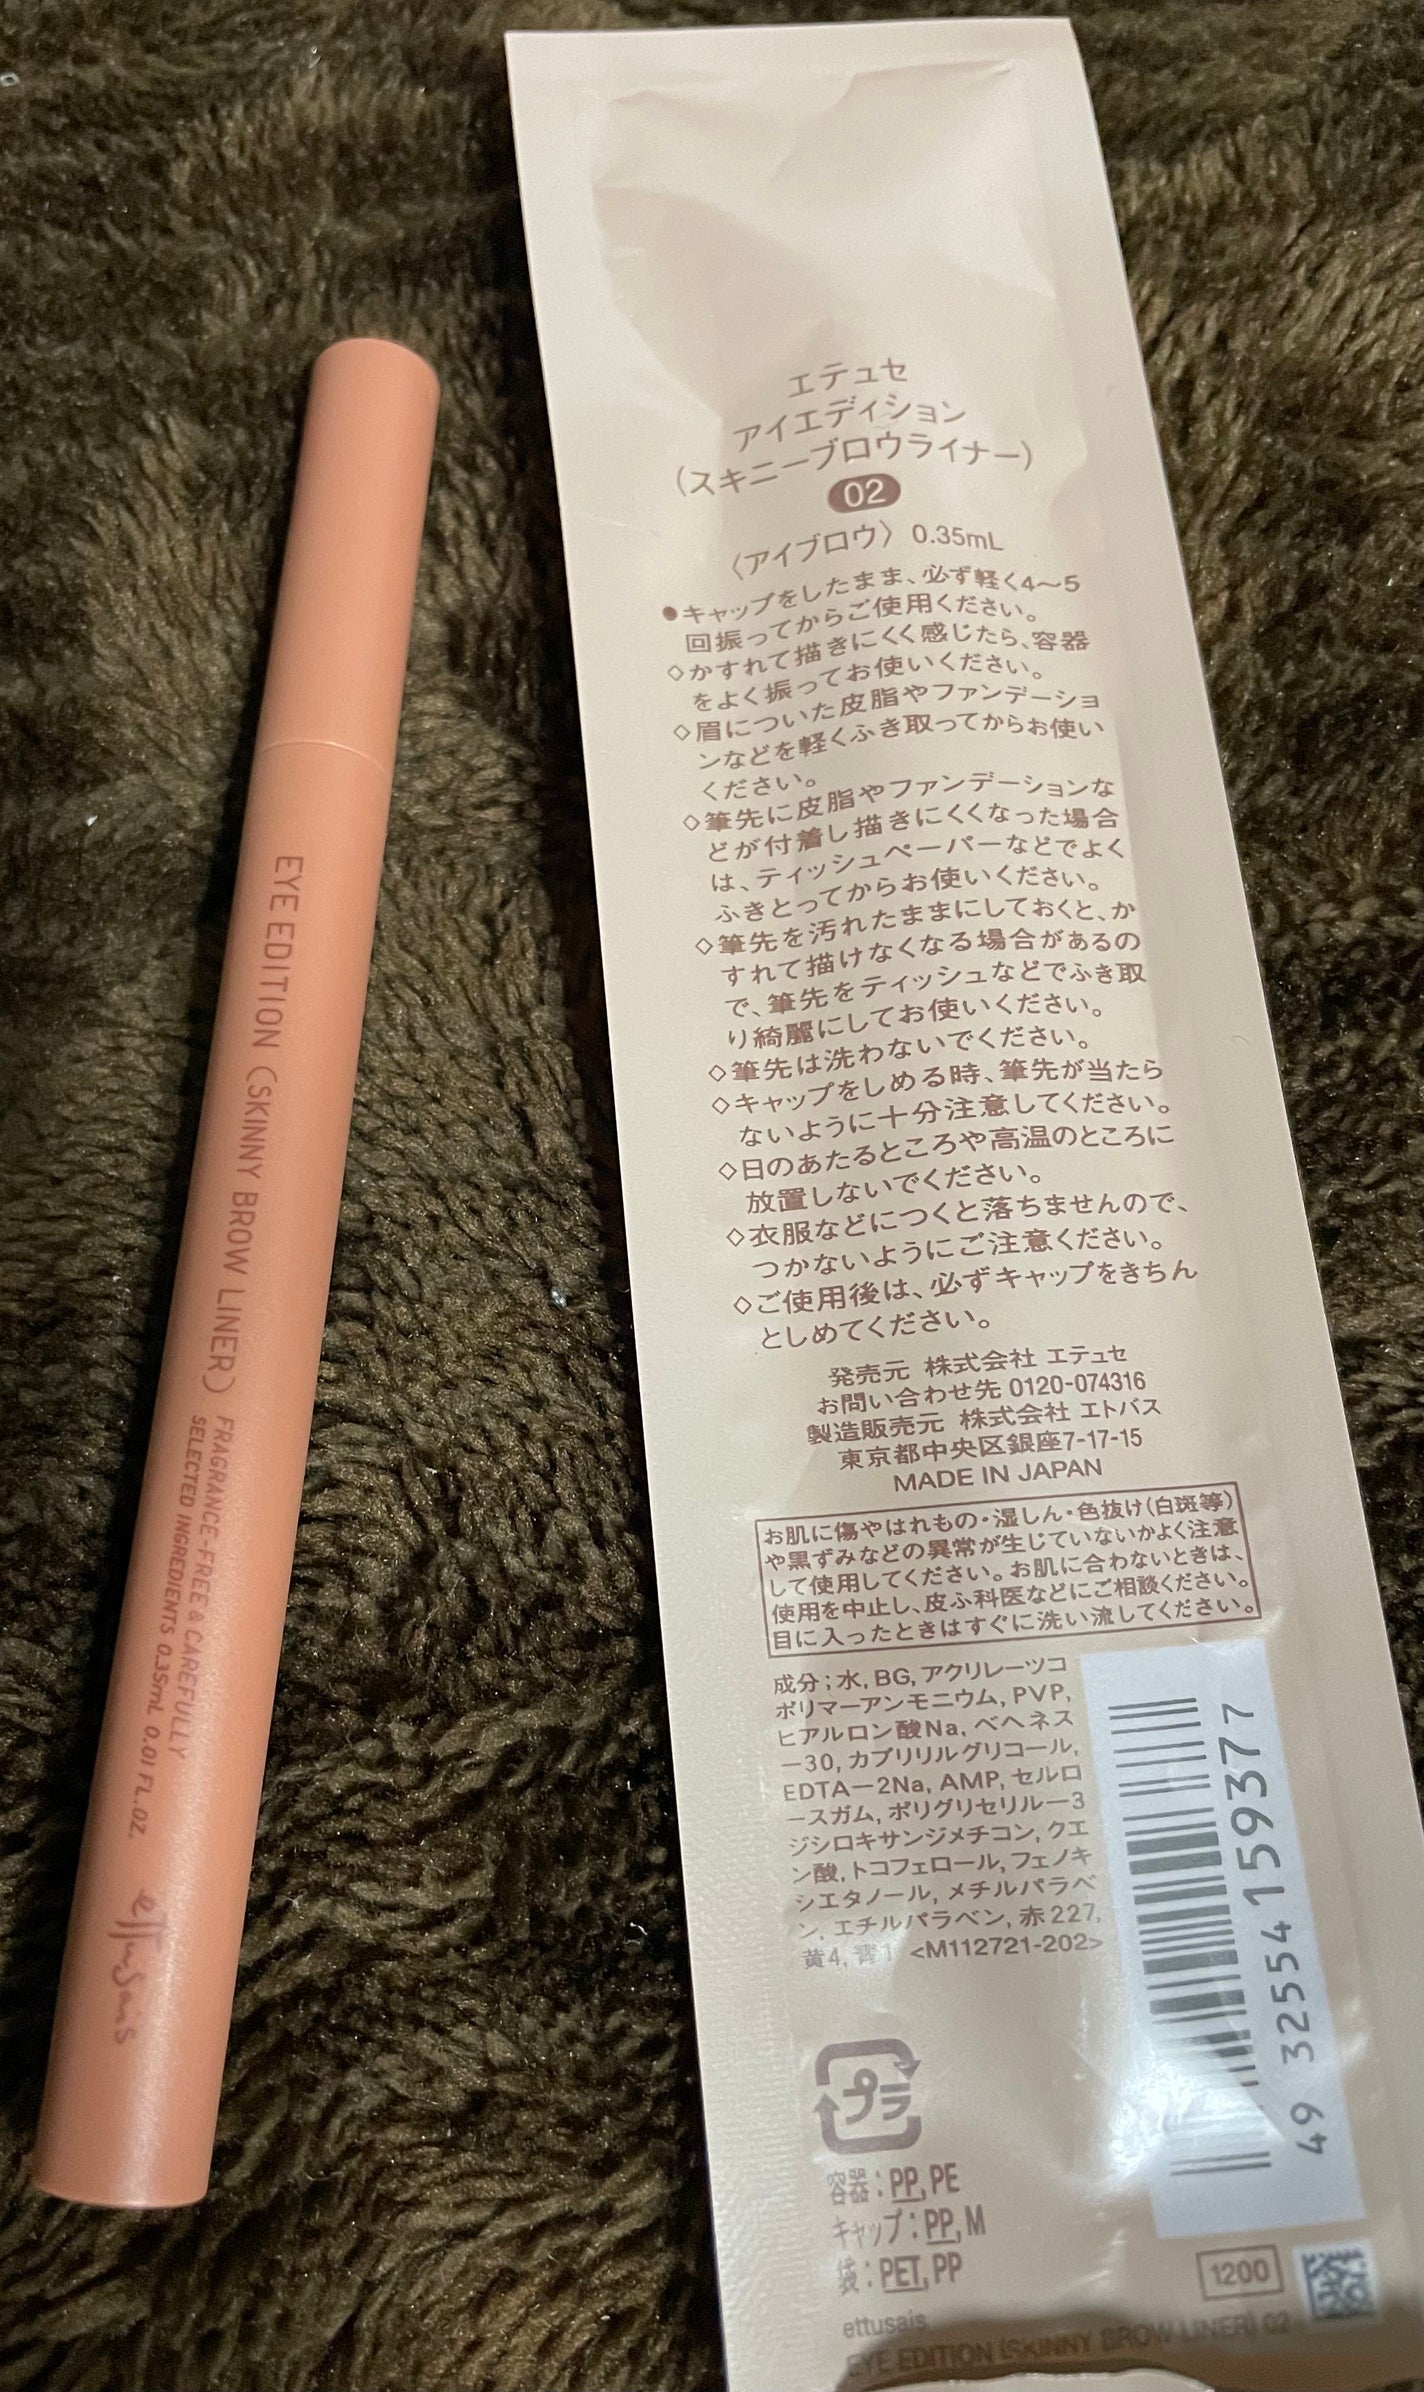 EYE EDITION (SKINNY BROW LINER)
FRAGRANCE-FREE & CAREFULLY
SELECTED INGREDIENTS 0.35mL 0.01 FL.OZ.
ettusais
エテュセ
アイエディション
(スキニーブロウライナー)
02
〈アイブロウ〉 0.35mL
●キャップをしたまま、必ず軽く4〜5
回振ってからご使用ください。
◇かすれて描きにくく感じたら、容器
をよく振ってお使いください。
◇眉についた皮脂やファンデーショ
ンなどを軽くふき取ってからお使い
ください。
◇筆先に皮脂やファンデーションな
どが付着し描きにくくなった場合
は、ティッシュペーパーなどでよく
ふきとってからお使いください。
◇筆先を汚れたままにしておくと、か
すれて描けなくなる場合があるの
で、筆先をティッシュなどでふき取
り綺麗にしてお使いください。
◇筆先は洗わないでください。
◇キャップをしめる時、筆先が当たら
ないように十分注意してください。
◇日のあたるところや高温のところに
放置しないでください。
◇衣服などにつくと落ちませんので、
つかないようにご注意ください。
◇ご使用後は、必ずキャップをきちん
としめてください。
発売元 株式会社 エテュセ
お問い合わせ先 0120-074316
製造販売元 株式会社 エトバス
東京都中央区銀座7-17-15
MADE IN JAPAN
お肌に傷やはれもの・湿しん・色抜け(白斑等)
や黒ずみなどの異常が生じていないかよく注意
して使用してください。お肌に合わないときは、
使用を中止し、皮ふ科医などにご相談ください。
目に入ったときはすぐに洗い流してください。
成分；水, BG, アクリレーツコ
ポリマーアンモニウム, PVP,
ヒアルロン酸Na, ベヘネス
ー30, カプリリルグリコール,
EDTAー2Na, AMP, セルロ
ースガム, ポリグリセリルー3
ジシロキサンジメチコン, クエ
ン酸, トコフェロール, フェノキ
シエタノール, メチルパラベ
ン, エチルパラベン, 赤227,
黄4, 青1 <M112721-202>
49 32554 159377
プラ
容器：PP, PE
キャップ：PP, M
袋：PET, PP
1200
ettusais
EYE EDITION (SKINNY BROW LINER) 02